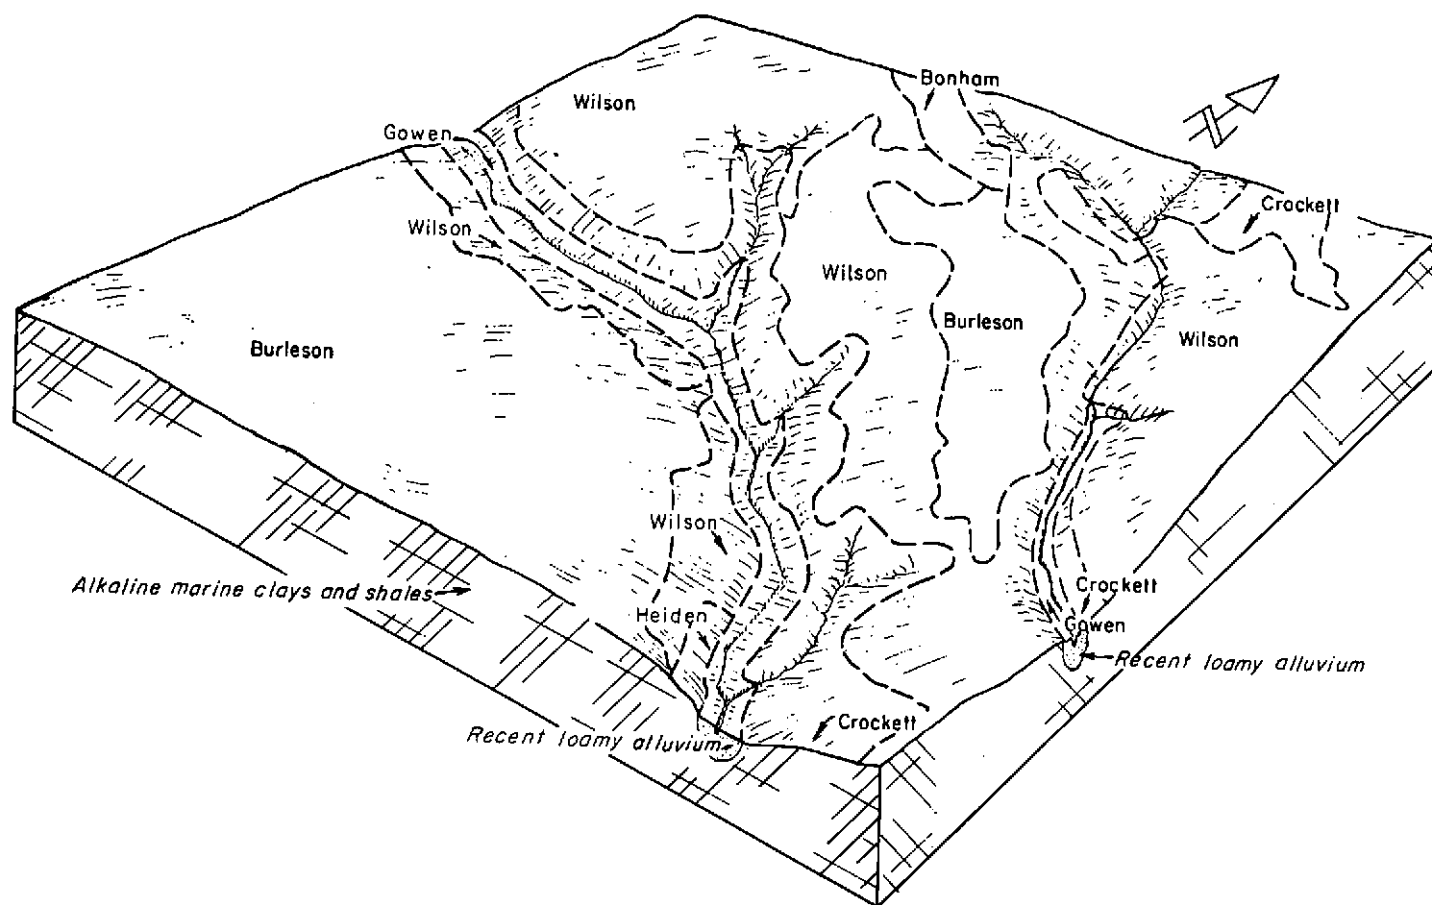 Bonham
Wilson
N
Gowen
Crockett
Wilson
Wilson
Burleson
Wilson
Burleson
Wilson
Alkaline marine clays and shales
Crockett
Heiden
Gowen
Recent loamy alluvium
Crockett
Recent loamy alluvium